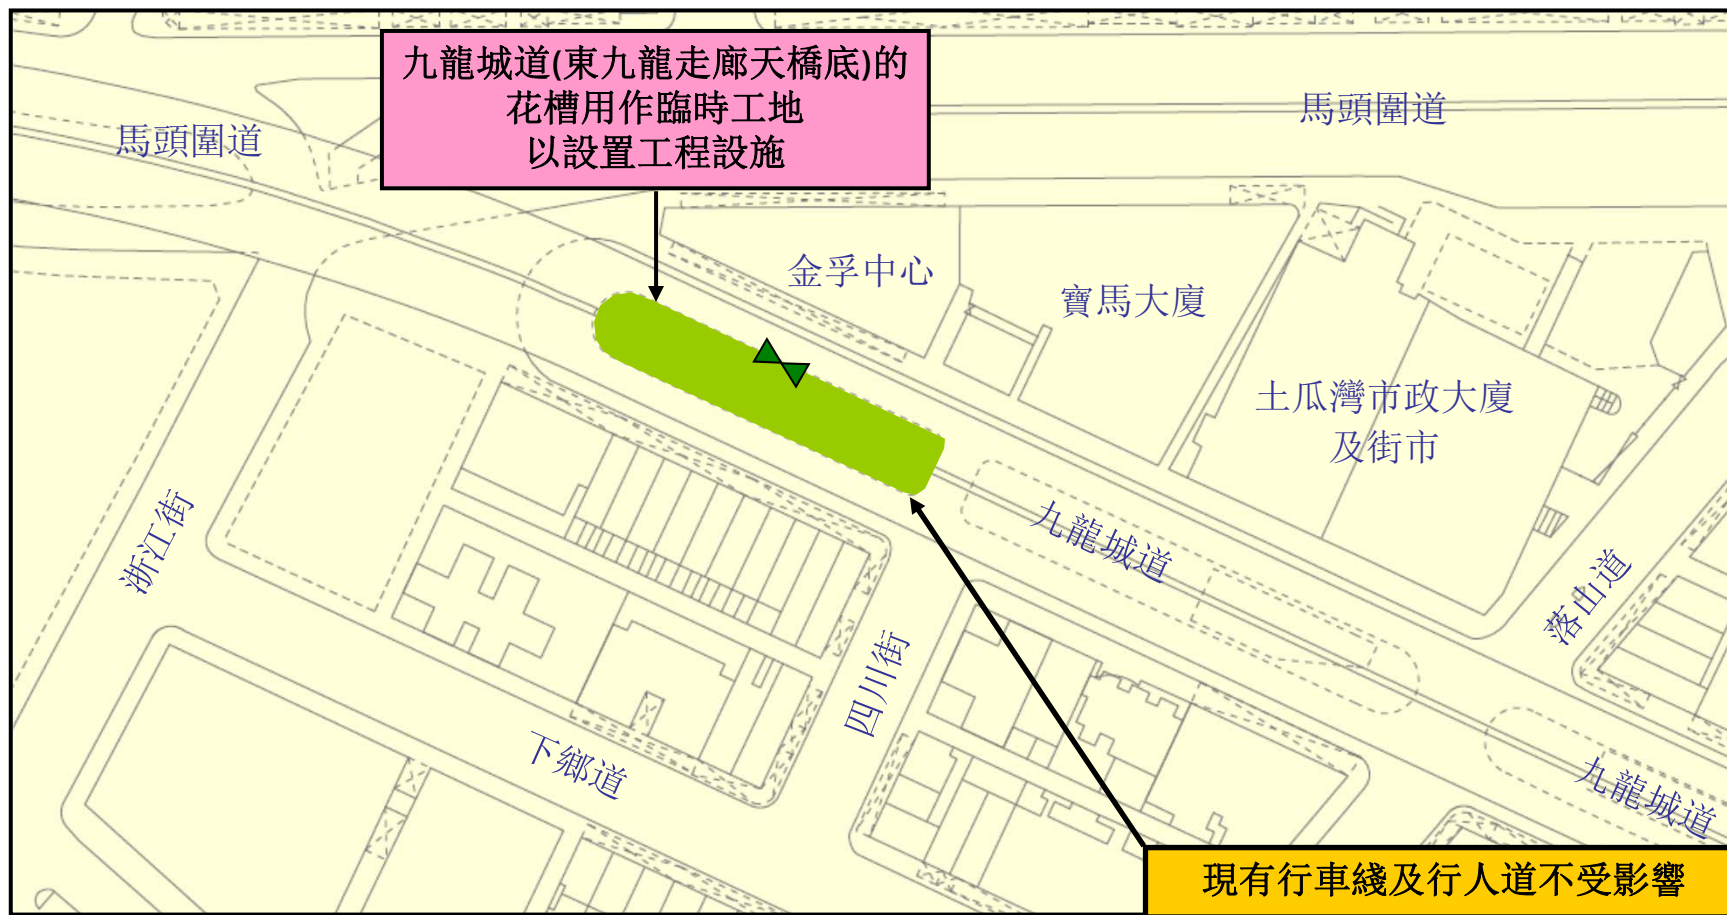 九龍城道(東九龍走廊天橋底)的
花槽用作臨時工地
以設置工程設施
馬頭圍道
馬頭圍道
金孚中心
寶馬大廈
土瓜灣市政大廈
及街市
九龍城道
浙江街
落山道
四川街
下鄉道
九龍城道
現有行車綫及行人道不受影響